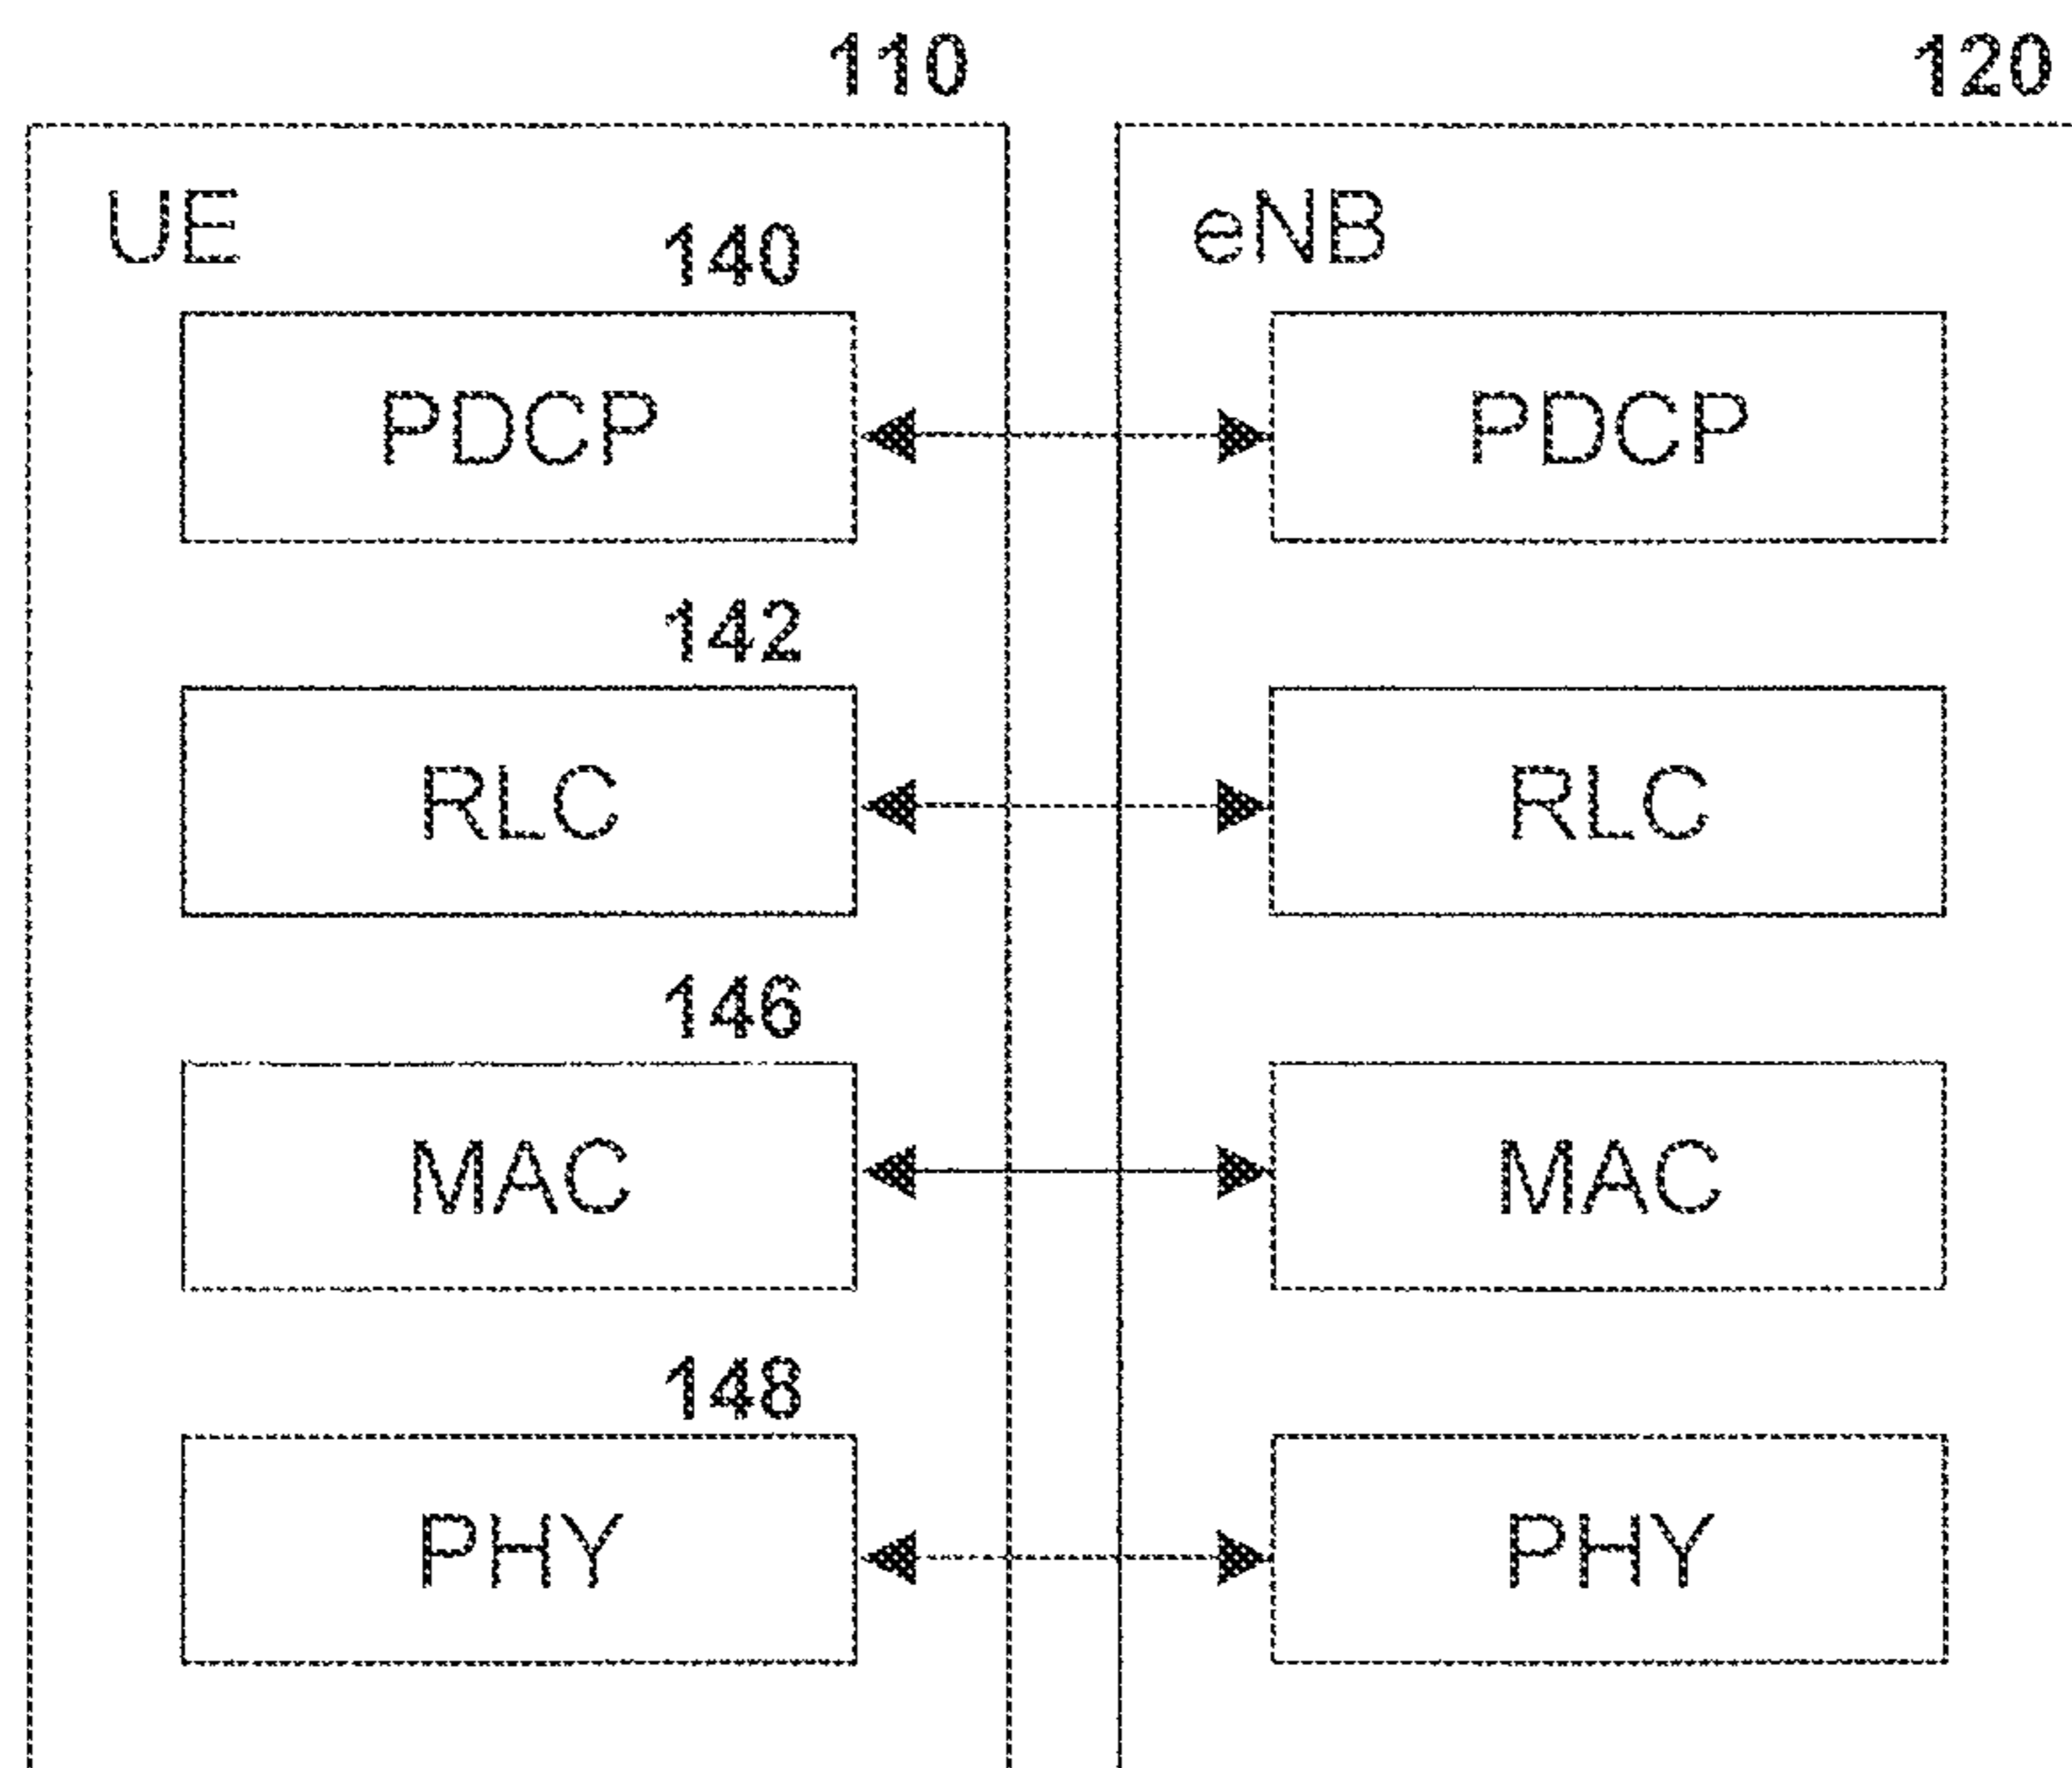 110 120
UE eNB
140
PDCP PDCP
142
RLC RLC
146
MAC MAC
148
PHY PHY